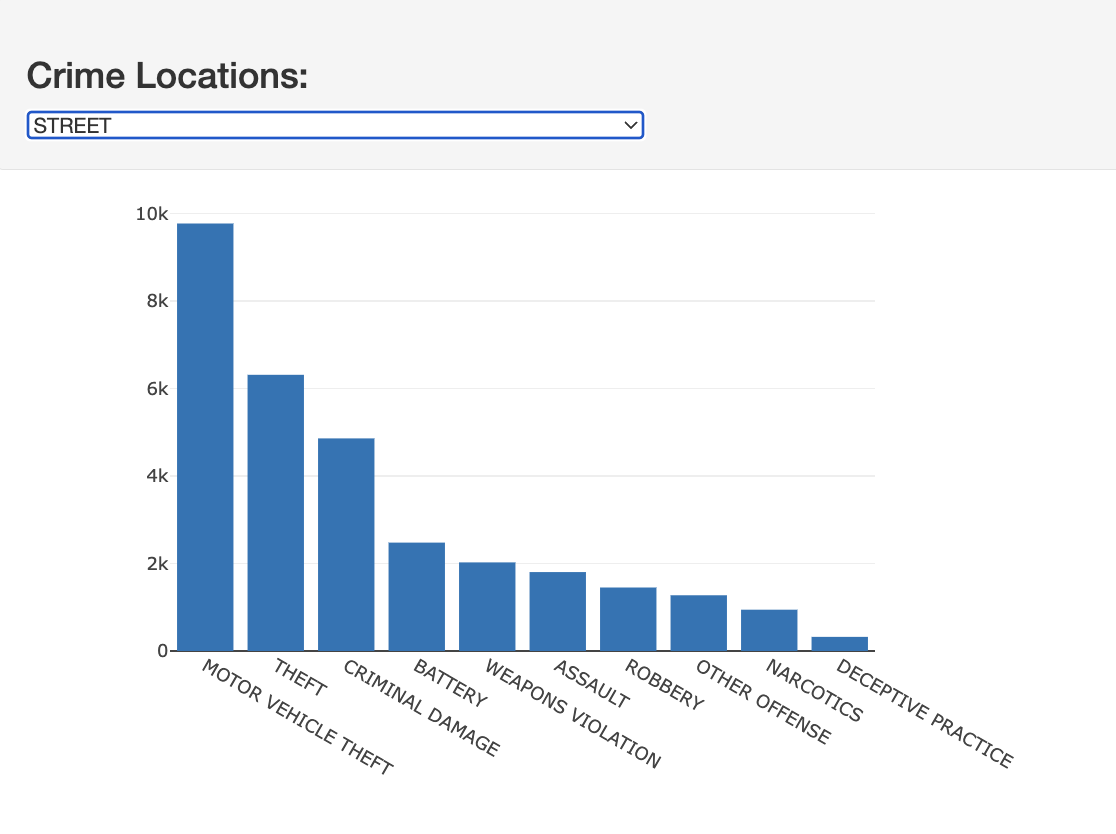 Crime Locations:
STREET
10k
8k
6k
4k
2k
0
MOTOR VEHICLE THEFT
THEFT
CRIMINAL DAMAGE
BATTERY
WEAPONS VIOLATION
ASSAULT
ROBBERY
OTHER OFFENSE
NARCOTICS
DECEPTIVE PRACTICE